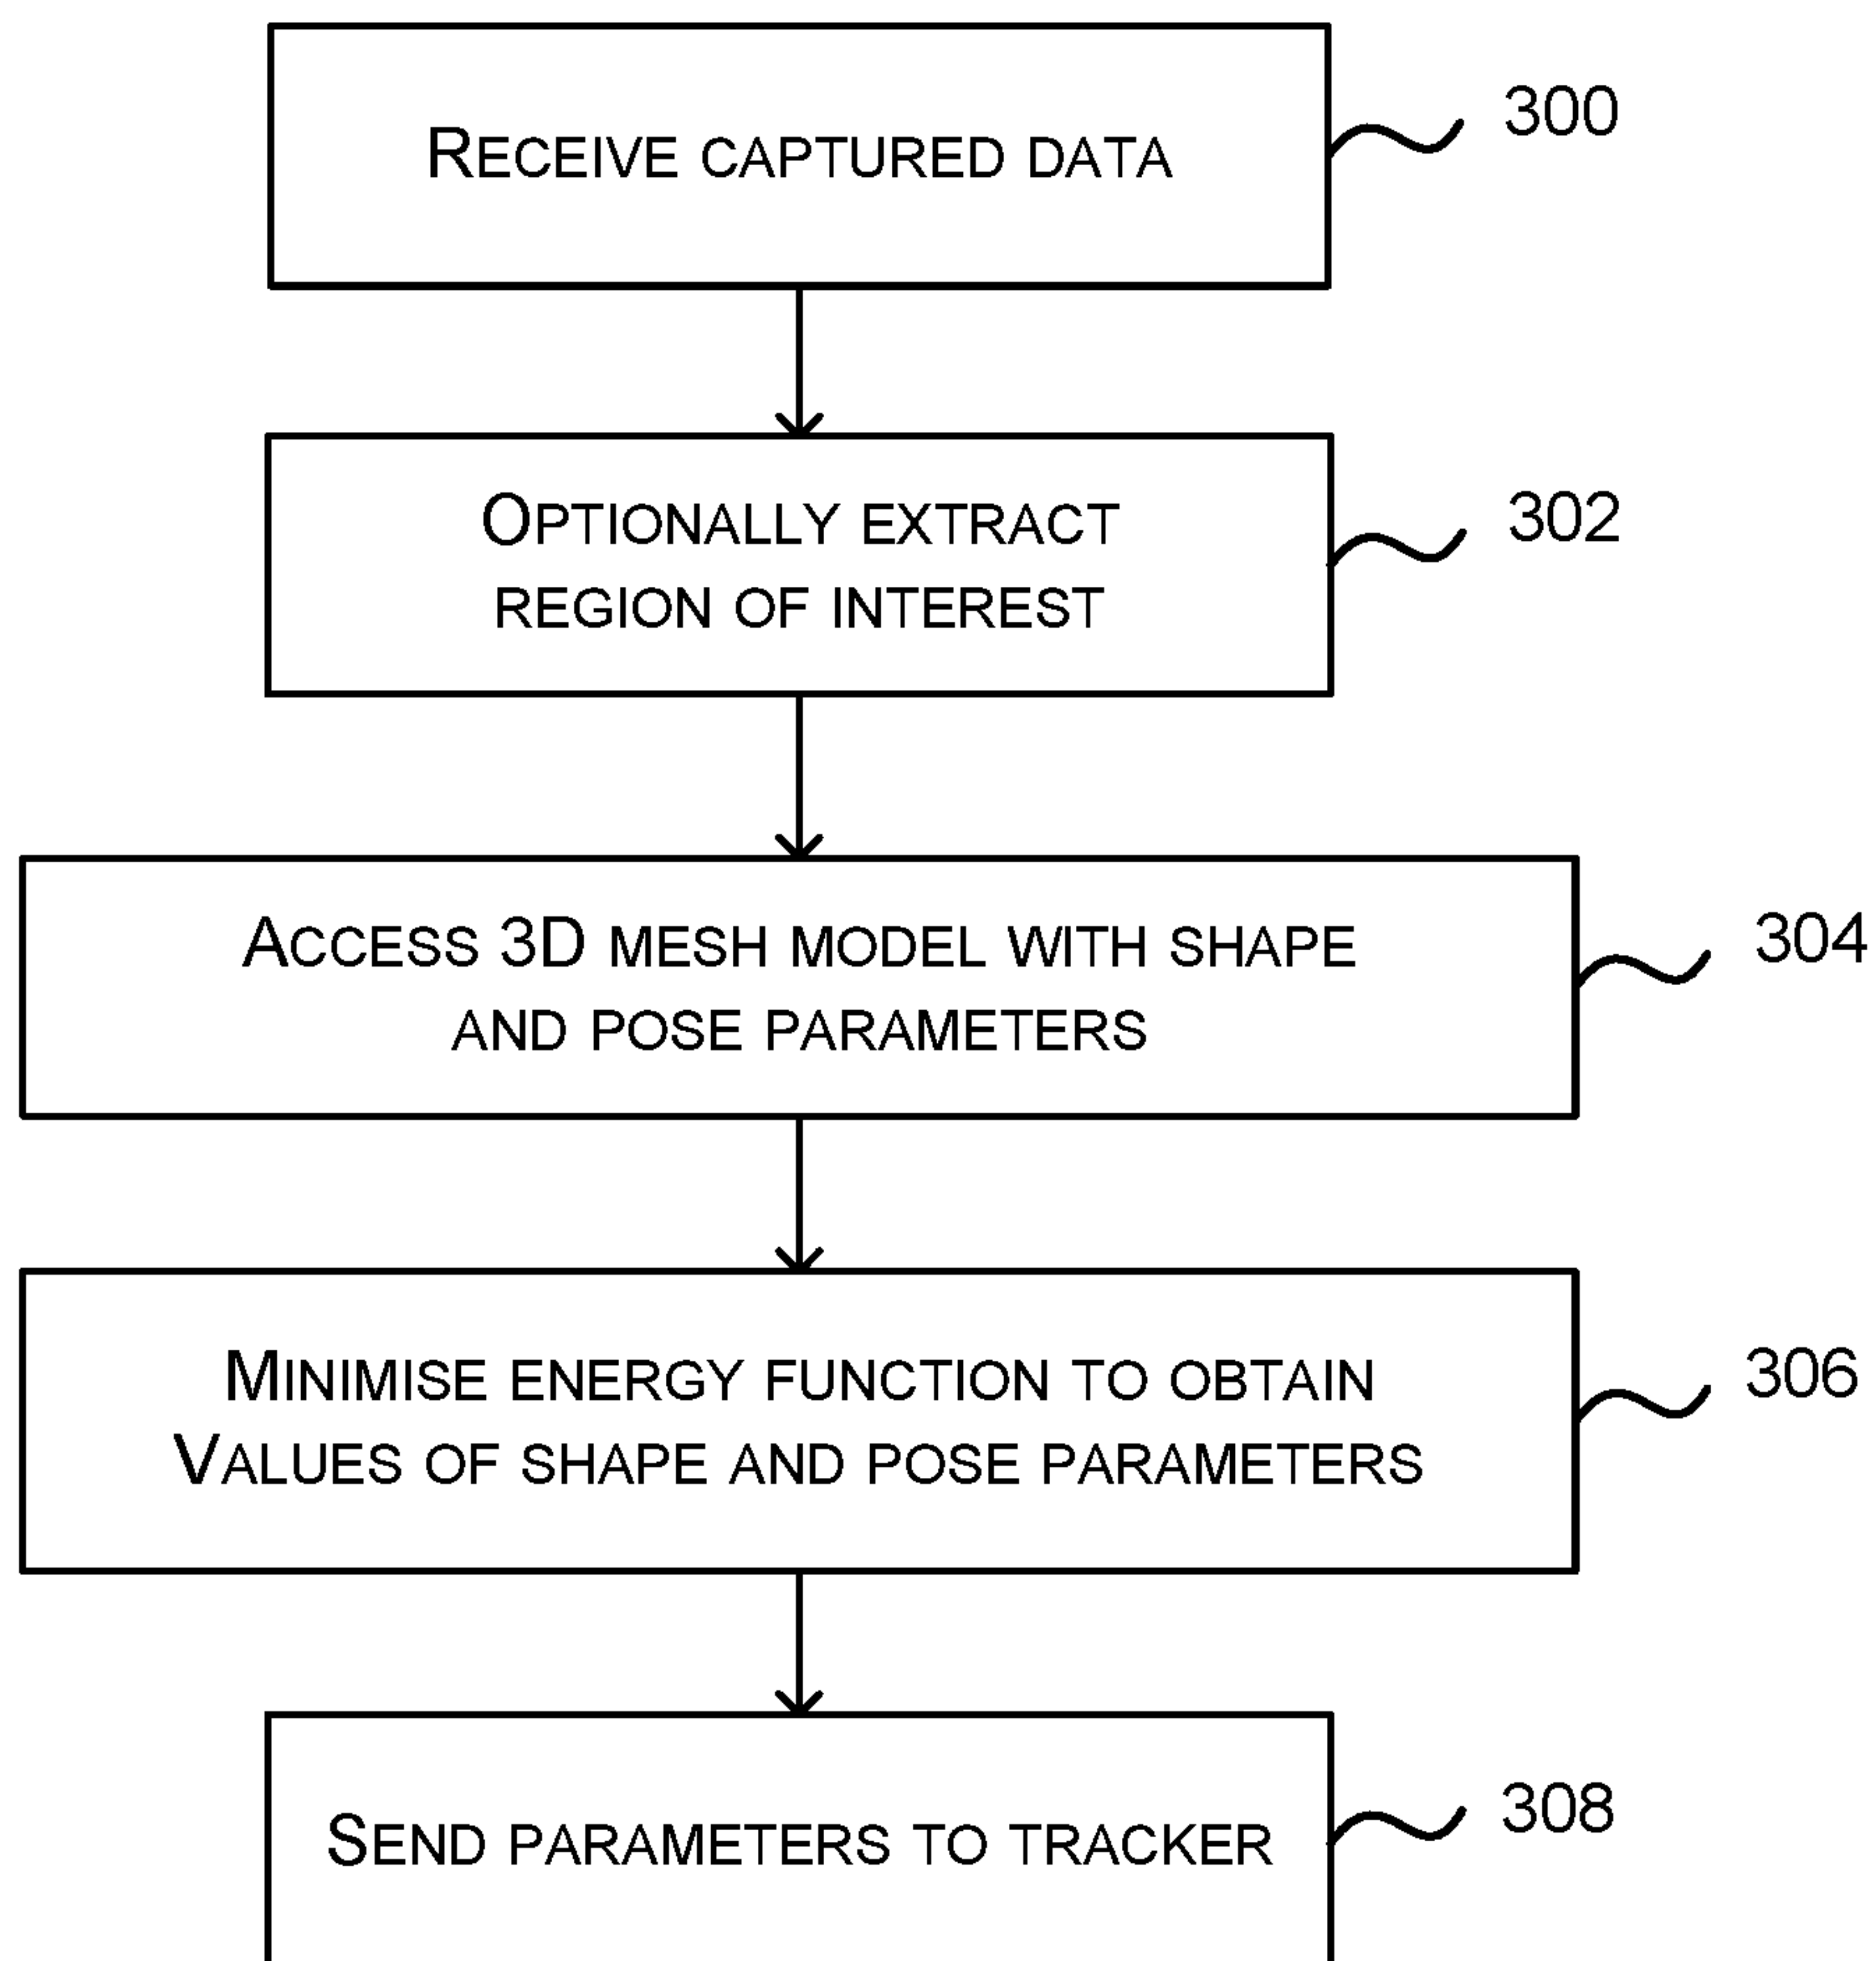 RECEIVE CAPTURED DATA
300
OPTIONALLY EXTRACT
REGION OF INTEREST
302
ACCESS 3D MESH MODEL WITH SHAPE
AND POSE PARAMETERS
304
MINIMISE ENERGY FUNCTION TO OBTAIN
VALUES OF SHAPE AND POSE PARAMETERS
306
SEND PARAMETERS TO TRACKER
308